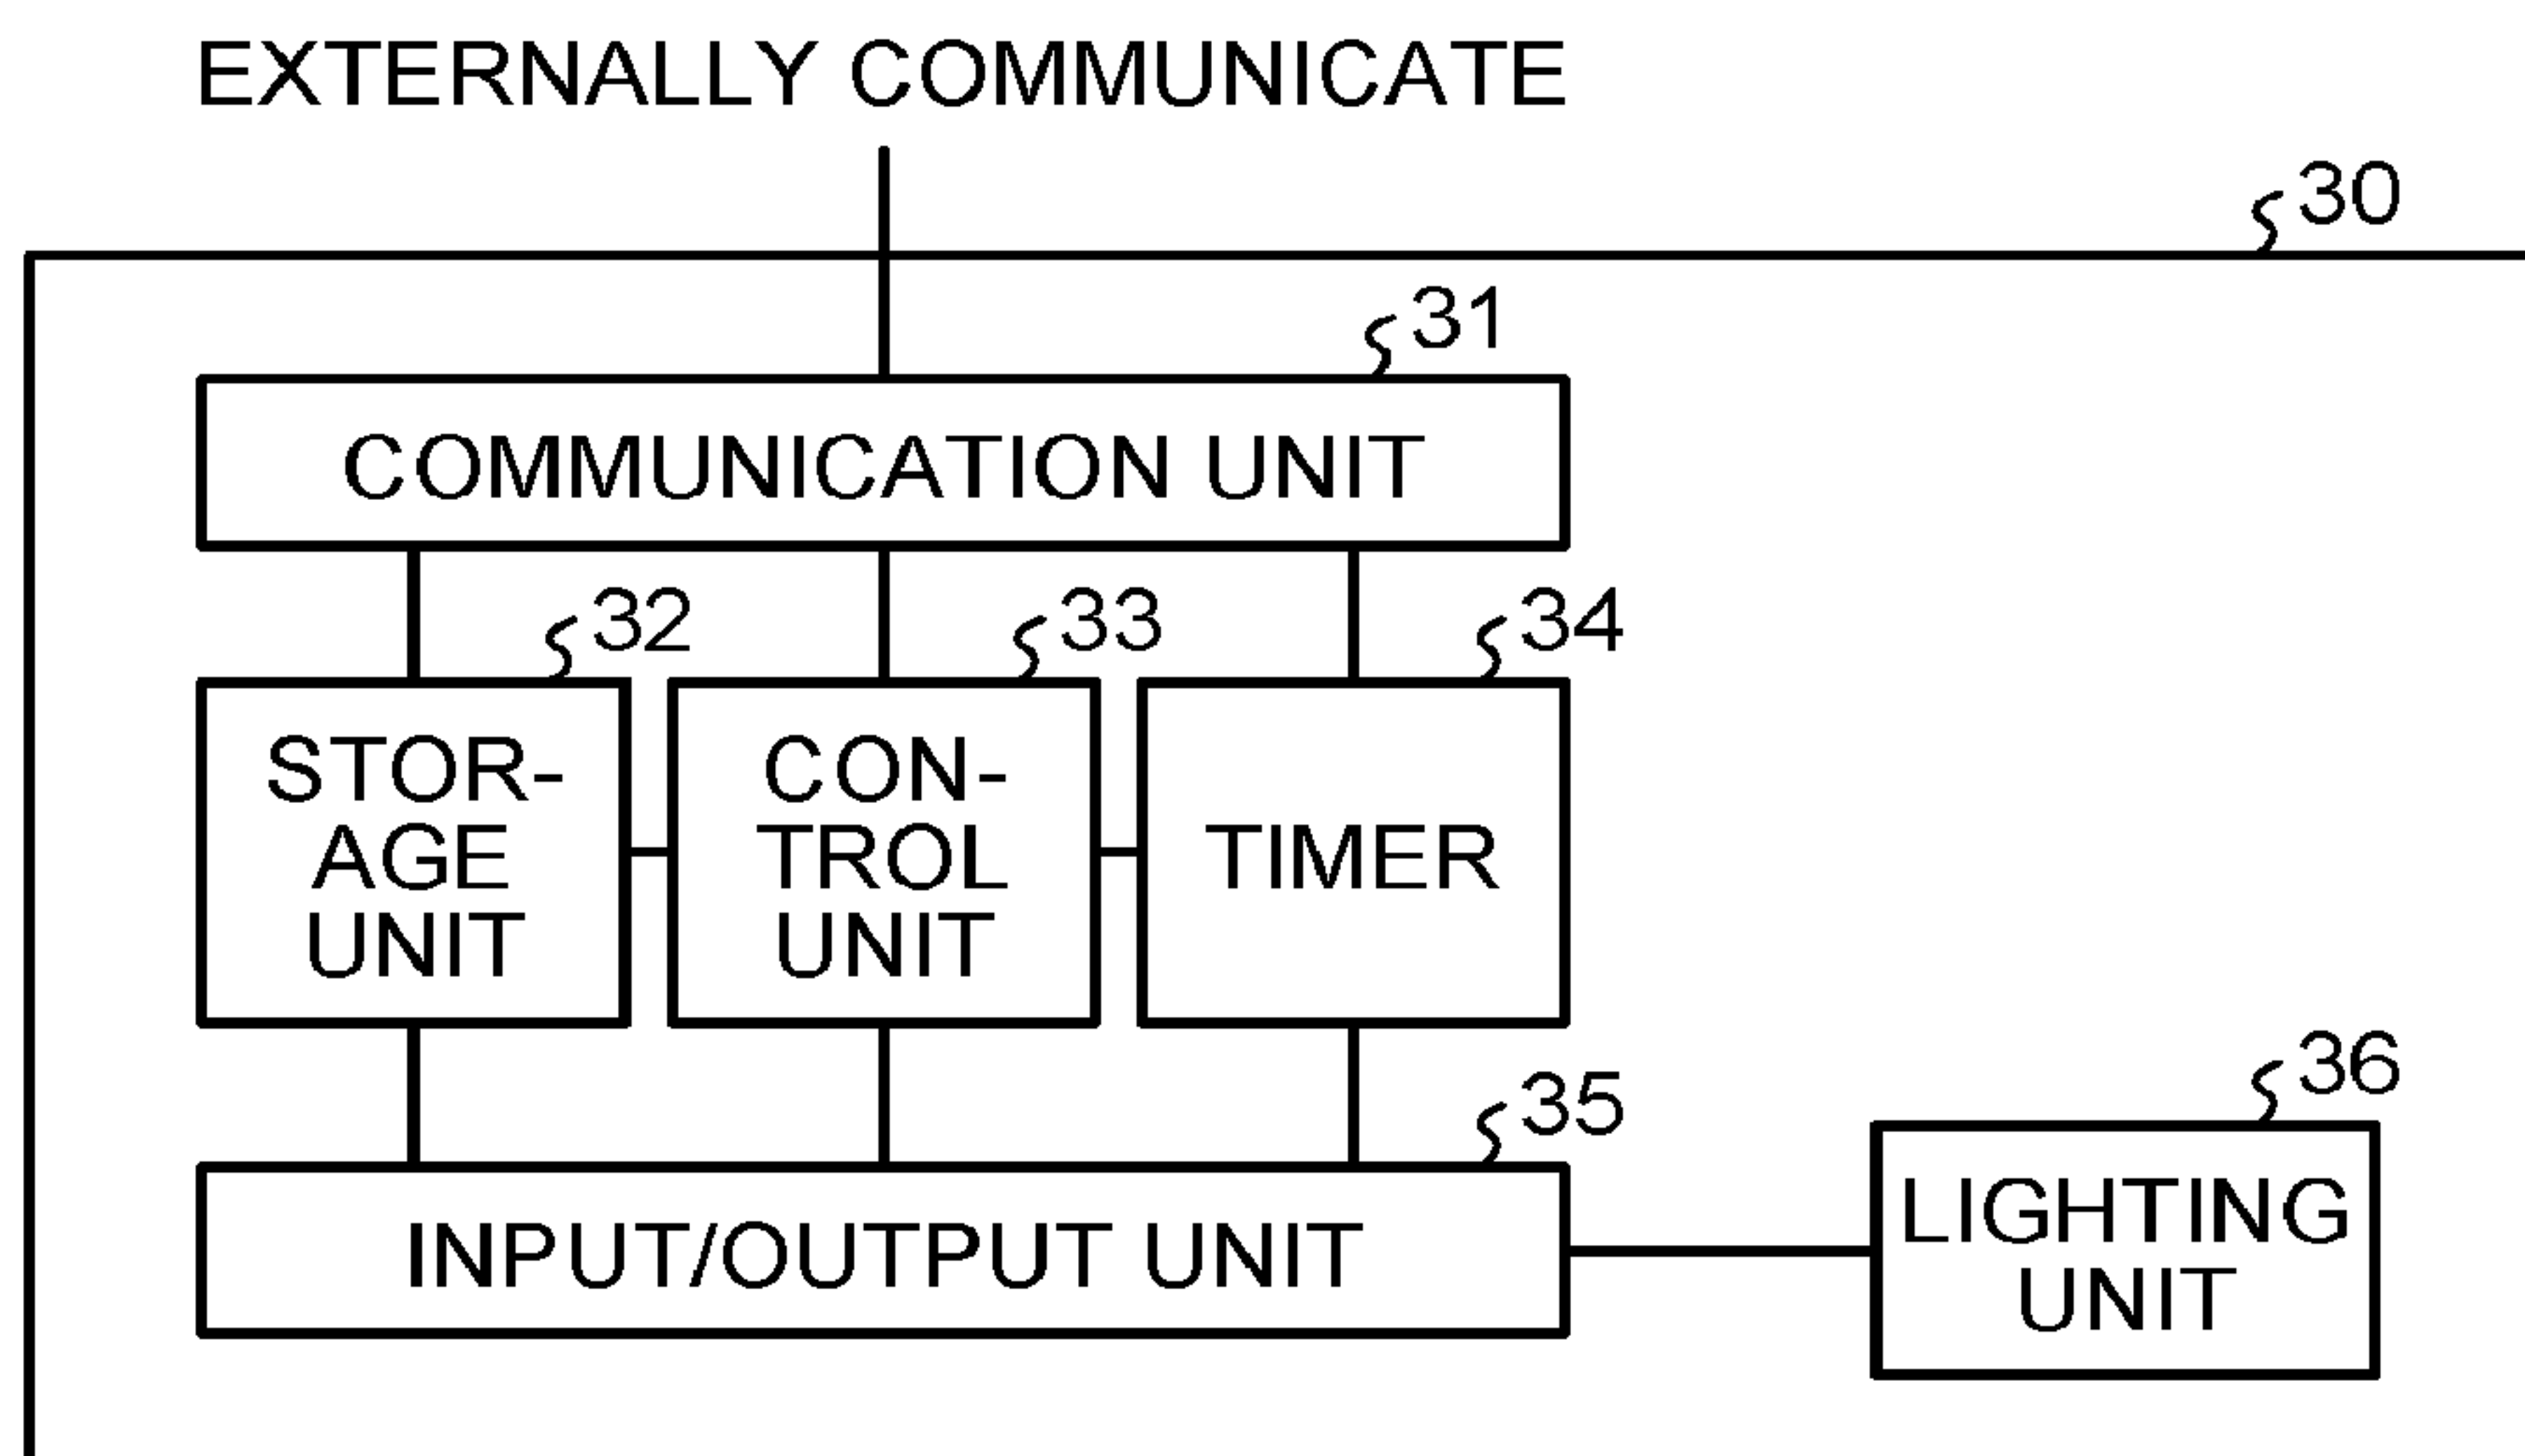 EXTERNALLY COMMUNICATE
30
31
COMMUNICATION UNIT
32
33
34
STOR-
AGE
UNIT
CON-
TROL
UNIT
TIMER
35
INPUT/OUTPUT UNIT
36
LIGHTING
UNIT